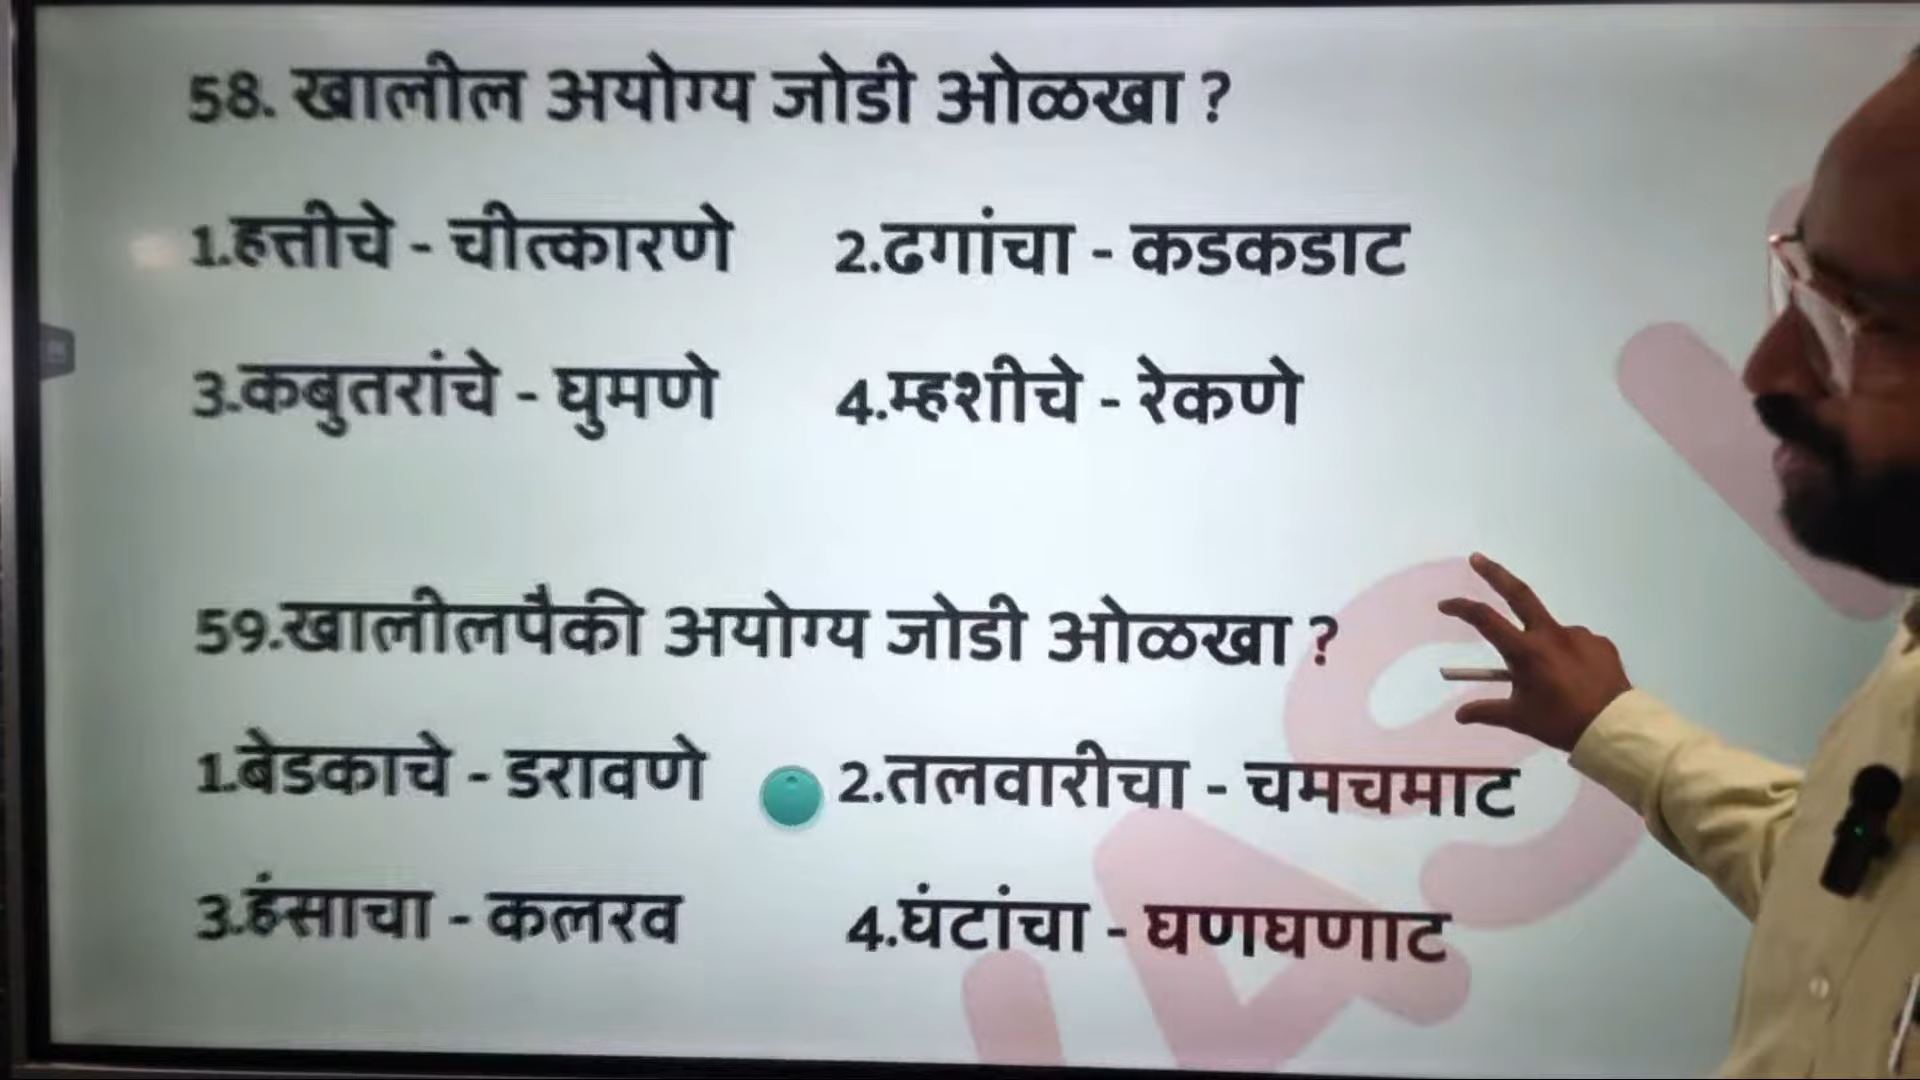 58. खालील अयोग्य जोडी ओळखा ?
1.हत्तीचे - चीत्कारणे 2.ढगांचा - कडकडाट
3.कबुतरांचे - घुमणे 4.म्हशीचे - रेकणे
59.खालीलपैकी अयोग्य जोडी ओळखा ?
1.बेडकाचे - डरावणे 2.तलवारीचा - चमचमाट
3.हंसाचा - कलरव 4.घंटांचा - घणघणाट